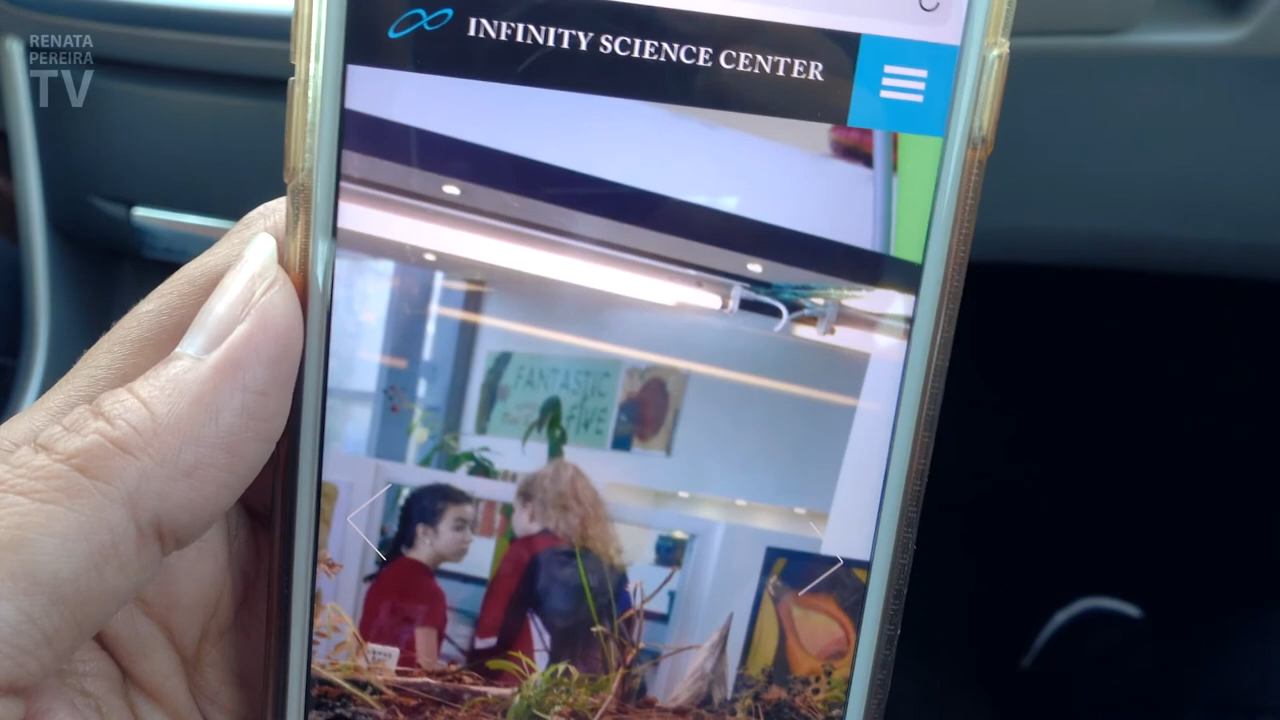 RENATA
PEREIRA
TV
INFINITY SCIENCE CENTER
FANTASTIC
FIVE